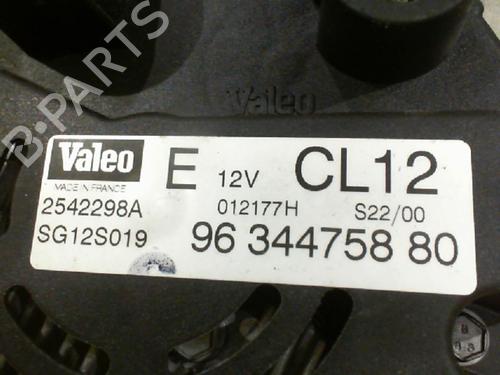 B-PARTS
Valeo
Valeo E 12V CL12
MADE IN FRANCE
2542298A 012177H S22/00
SG12S019 96 344758 80